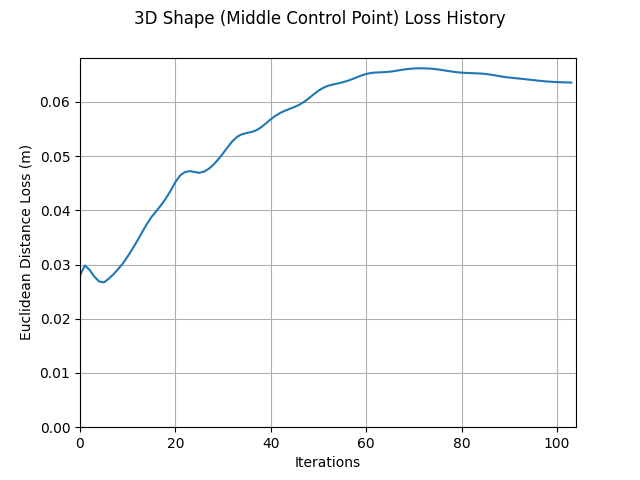 3D Shape (Middle Control Point) Loss History
Euclidean Distance Loss (m)
0.06
0.05
0.04
0.03
0.02
0.01
0.00
0 20 40 60 80 100
Iterations